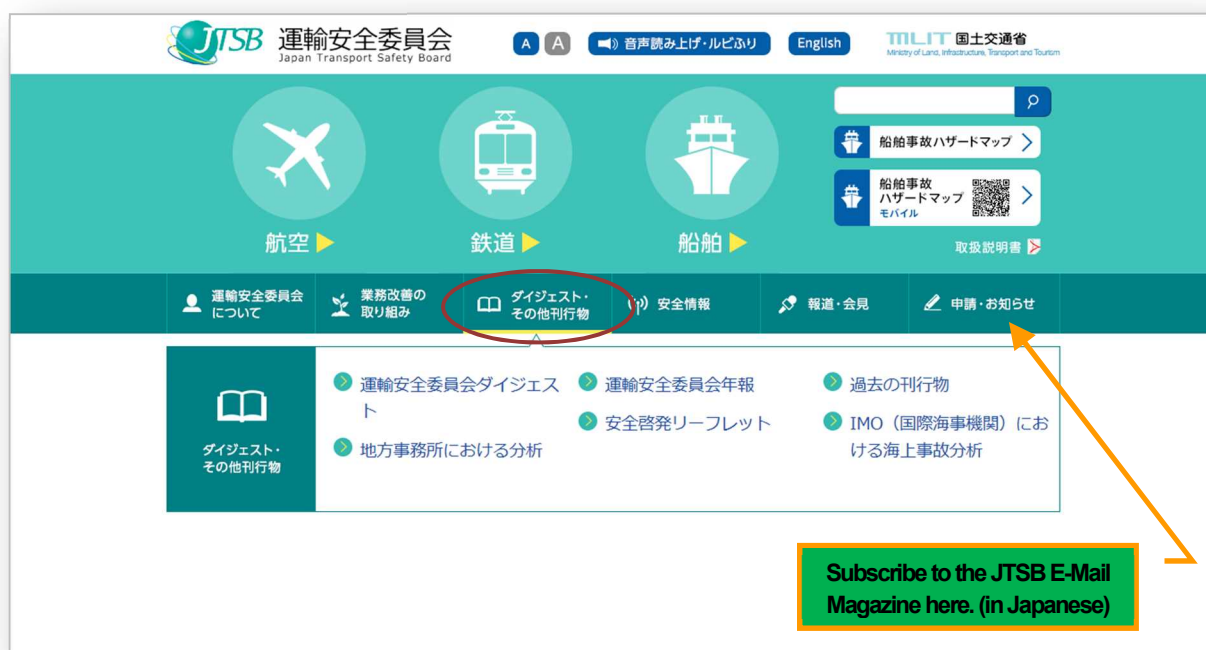 JTSB 運輸安全委員会
Japan Transport Safety Board
A A 音声読み上げ・ルビふり English
MLIT 国土交通省
Ministry of Land, Infrastructure, Transport and Tourism
船舶事故ハザードマップ
船舶事故
ハザードマップ
モバイル
航空
鉄道
船舶
取扱説明書
運輸安全委員会
について
業務改善の
取り組み
ダイジェスト・
その他刊行物
安全情報
報道・会見
申請・お知らせ
ダイジェスト・
その他刊行物
運輸安全委員会ダイジェス
ト
地方事務所における分析
運輸安全委員会年報
安全啓発リーフレット
過去の刊行物
IMO（国際海事機関）にお
ける海上事故分析
Subscribe to the JTSB E-Mail
Magazine here. (in Japanese)